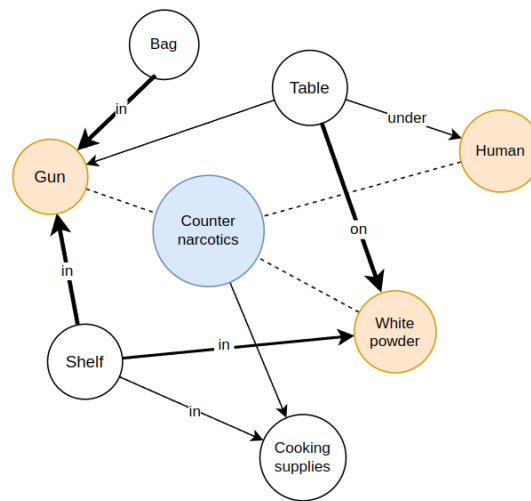 Bag
in
Table
under
Human
Gun
Counter
narcotics
on
in
White
powder
in
Shelf
in
Cooking
supplies